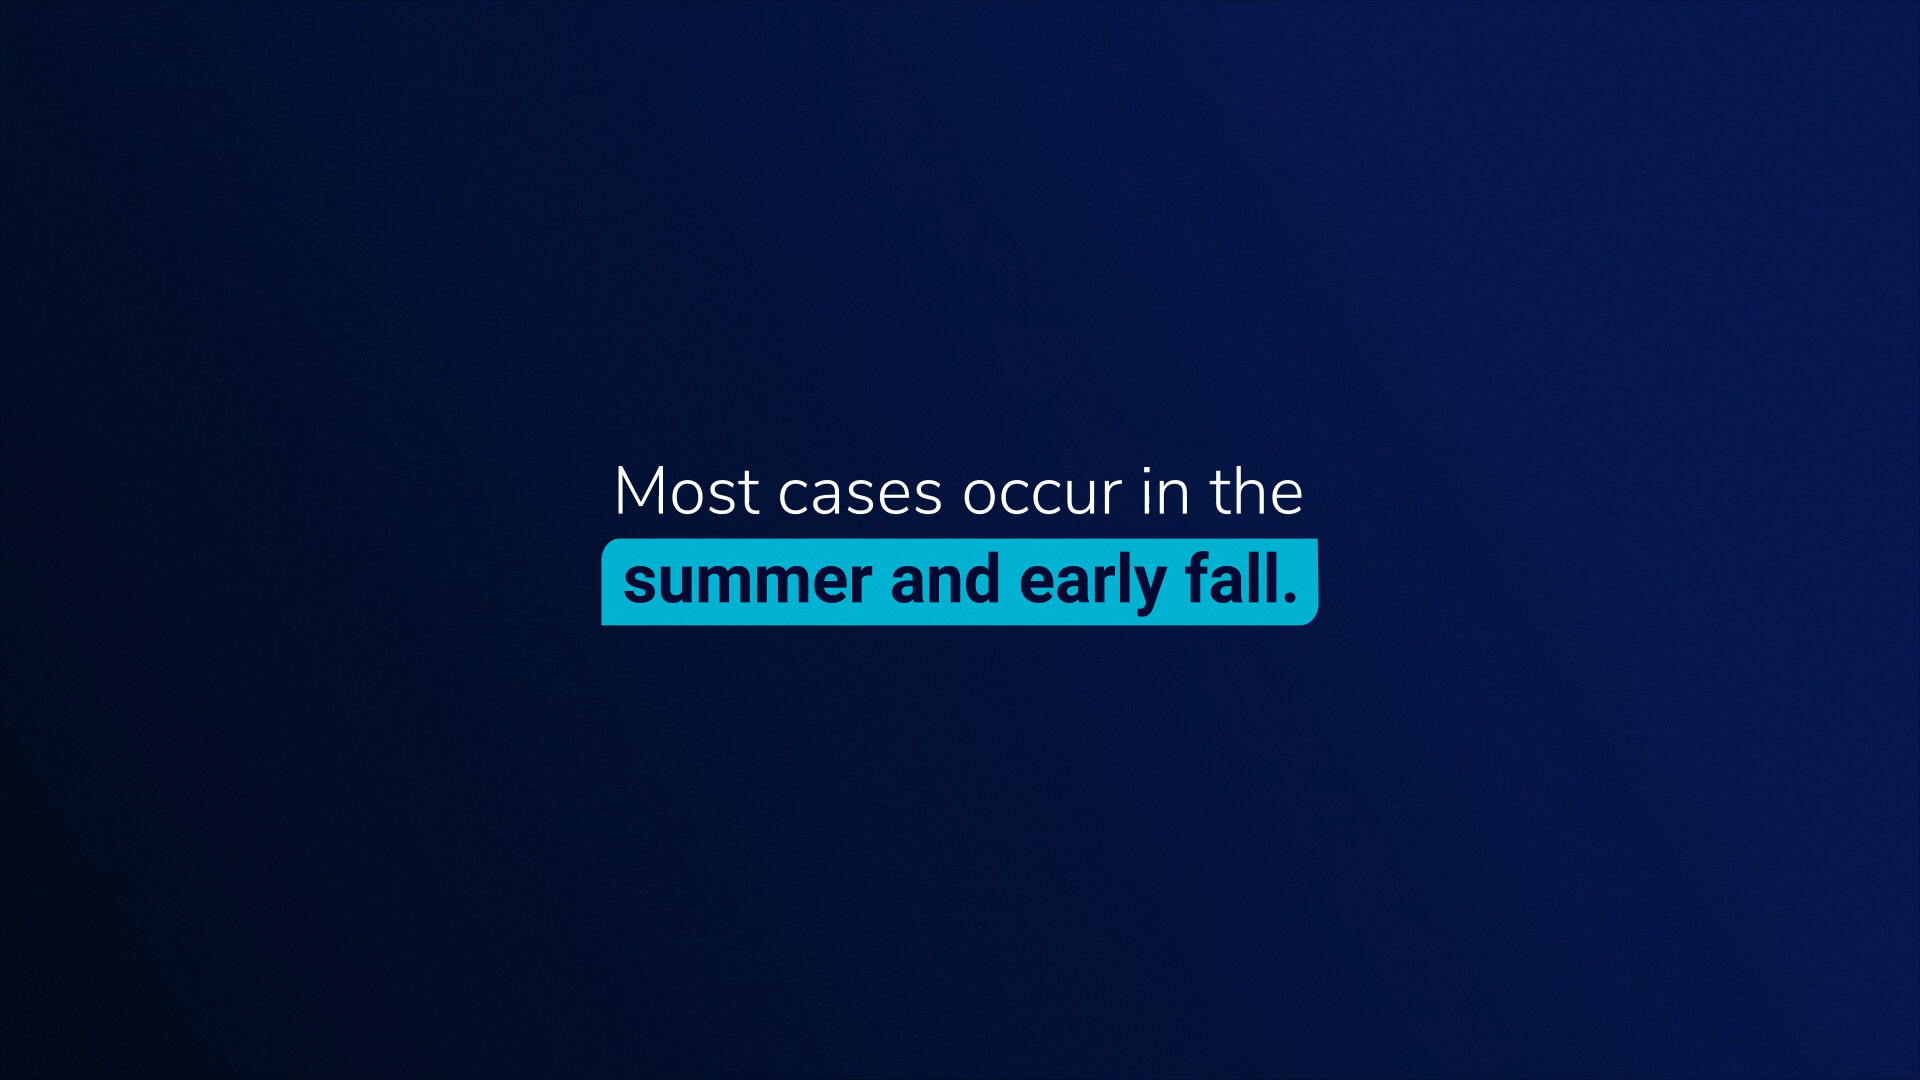 Most cases occur in the
summer and early fall.